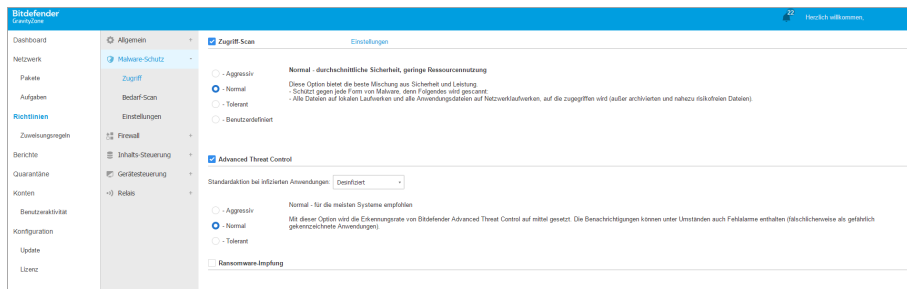 Bitdefender
GravityZone
22
Herzlich willkommen,
Dashboard
Netzwerk
Pakete
Aufgaben
Richtlinien
Zuweisungsregeln
Berichte
Quarantäne
Konten
Benutzeraktivität
Konfiguration
Update
Lizenz
Allgemein +
Malware-Schutz -
Zugriff
Bedarf-Scan
Einstellungen
Firewall +
Inhalts-Steuerung +
Gerätesteuerung +
Relais +
Zugriff-Scan Einstellungen
- Aggressiv
- Normal
- Tolerant
- Benutzerdefiniert
Normal - durchschnittliche Sicherheit, geringe Ressourcennutzung
Diese Option bietet die beste Mischung aus Sicherheit und Leistung.
- Schützt gegen jede Form von Malware, denn Folgendes wird gescannt:
- Alle Dateien auf lokalen Laufwerken und alle Anwendungsdateien auf Netzwerklaufwerken, auf die zugegriffen wird (außer archivierten und nahezu risikofreien Dateien).
Advanced Threat Control
Standardaktion bei infizierten Anwendungen: Desinfiziert
- Aggressiv
- Normal
- Tolerant
Normal - für die meisten Systeme empfohlen
Mit dieser Option wird die Erkennungsrate von Bitdefender Advanced Threat Control auf mittel gesetzt. Die Benachrichtigungen können unter Umständen auch Fehlalarme enthalten (fälschlicherweise als gefährlich
gekennzeichnete Anwendungen)
Ransomware-Impfung